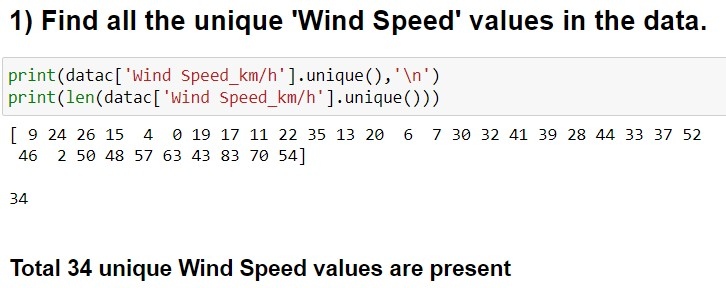 1) Find all the unique 'Wind Speed' values in the data.
print(datac['Wind Speed_km/h'].unique(),'\n')
print(len(datac['Wind Speed_km/h'].unique()))
[ 9 24 26 15  4  0 19 17 11 22 35 13 20  6  7 30 32 41 39 28 44 33 37 52
 46  2 50 48 57 63 43 83 70 54]
34
Total 34 unique Wind Speed values are present